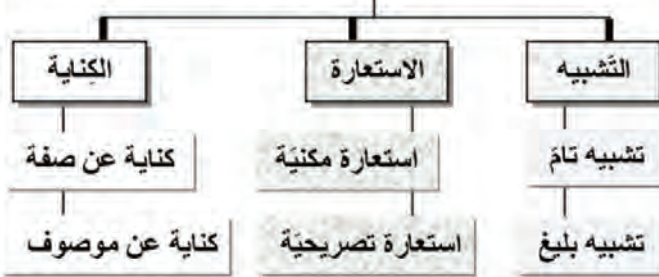 التّشبيه
الاستعارة
الكِناية
تشبيه تامّ
استعارة مكنيّة
كناية عن صفة
تشبيه بليغ
استعارة تصريحيّة
كناية عن موصوف